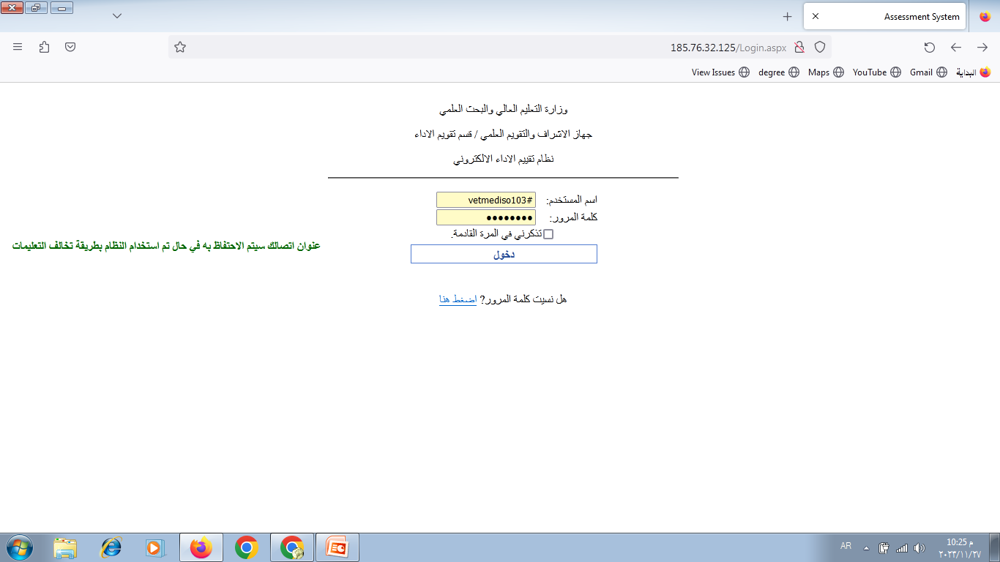 Assessment System
185.76.32.125/Login.aspx
البداية Gmail YouTube Maps degree View Issues
وزارة التعليم العالي والبحث العلمي
جهاز الاشراف والتقويم العلمي / قسم تقويم الاداء
نظام تقييم الاداء الالكتروني
اسم المستخدم: vetmediso103#
كلمة المرور: ●●●●●●●●
تذكرني في المرة القادمة.
عنوان اتصالك سيتم الاحتفاظ به في حال تم استخدام النظام بطريقة تخالف التعليمات
دخول
هل نسيت كلمة المرور? اضغط هنا
AR
10:25 م
٢٠٢٣/١١/٢٧